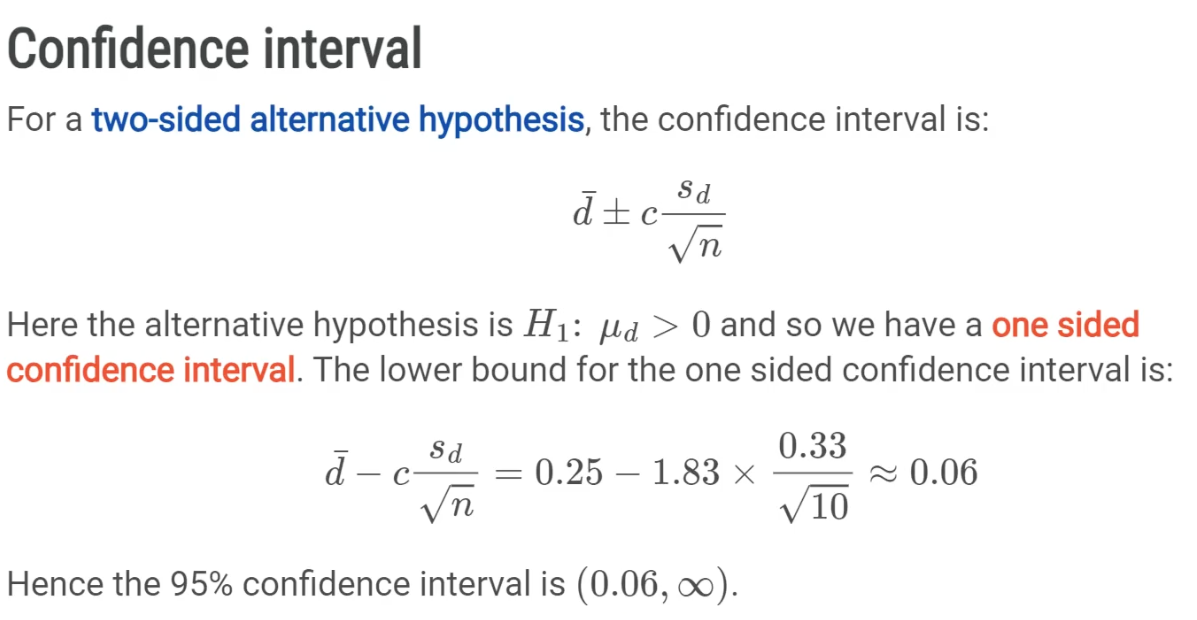 Confidence interval
For a two-sided alternative hypothesis, the confidence interval is:
$\bar{d} \pm c\frac{s_d}{\sqrt{n}}$
Here the alternative hypothesis is $H_1\colon\ \mu_d > 0$ and so we have a one sided
confidence interval. The lower bound for the one sided confidence interval is:
$\bar{d} - c\frac{s_d}{\sqrt{n}} = 0.25 - 1.83 \times \frac{0.33}{\sqrt{10}} \approx 0.06$
Hence the 95% confidence interval is $(0.06, \infty)$.